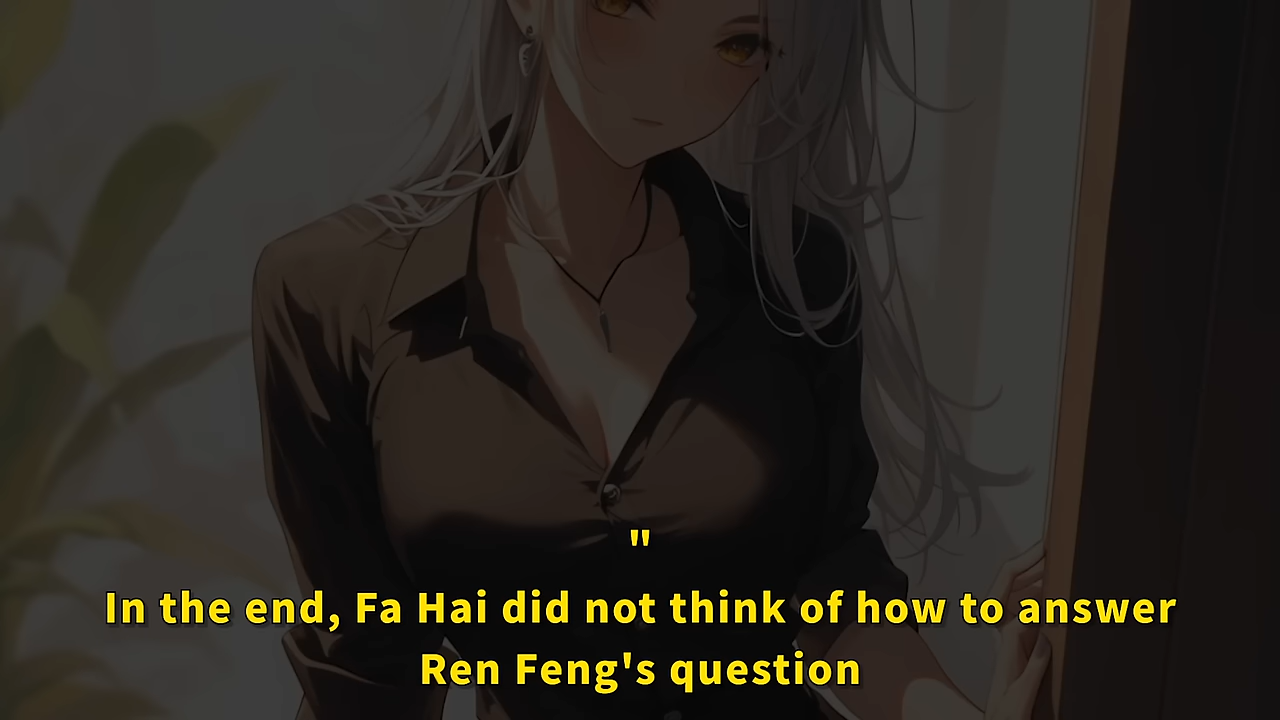 "
In the end, Fa Hai did not think of how to answer
Ren Feng's question